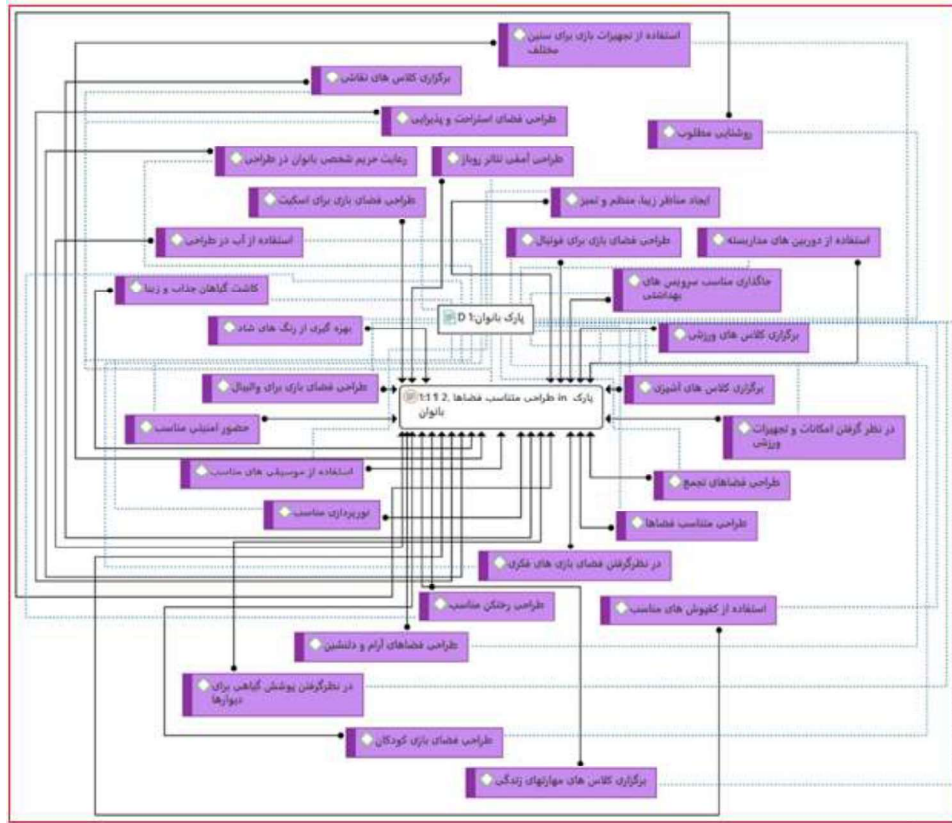 استفاده از تجهیزات بازی برای سنین
مختلف
برگزاری کلاس های نقاشی
طراحی فضای استراحت و پذیرایی
روشنایی مطلوب
رعایت حریم شخصی بانوان در طراحی
طراحی آمفی تئاتر روباز
طراحی فضای بازی برای اسکیت
ایجاد مناظر زیبا، منظم و تمیز
استفاده از آب در طراحی
طراحی فضای بازی برای فوتبال
استفاده از دوربین های مداربسته
کاشت گیاهان جذاب و زیبا
جاگذاری مناسب سرویس های
بهداشتی
D 1:پارک بانوان
بهره گیری از رنگ های شاد
برگزاری کلاس های ورزشی
طراحی فضای بازی برای والیبال
برگزاری کلاس های آشپزی
1:1 ¶ 2, طراحی متناسب فضاها in پارک
بانوان
حضور امنیتی مناسب
در نظر گرفتن امکانات و تجهیزات
ورزشی
استفاده از موسیقی های مناسب
طراحی فضاهای تجمع
نورپردازی مناسب
طراحی متناسب فضاها
در نظرگرفتن فضای بازی های فکری
طراحی رختکن مناسب
استفاده از کفپوش های مناسب
طراحی فضاهای آرام و دلنشین
در نظرگرفتن پوشش گیاهی برای
دیوارها
طراحی فضای بازی کودکان
برگزاری کلاس های مهارتهای زندگی